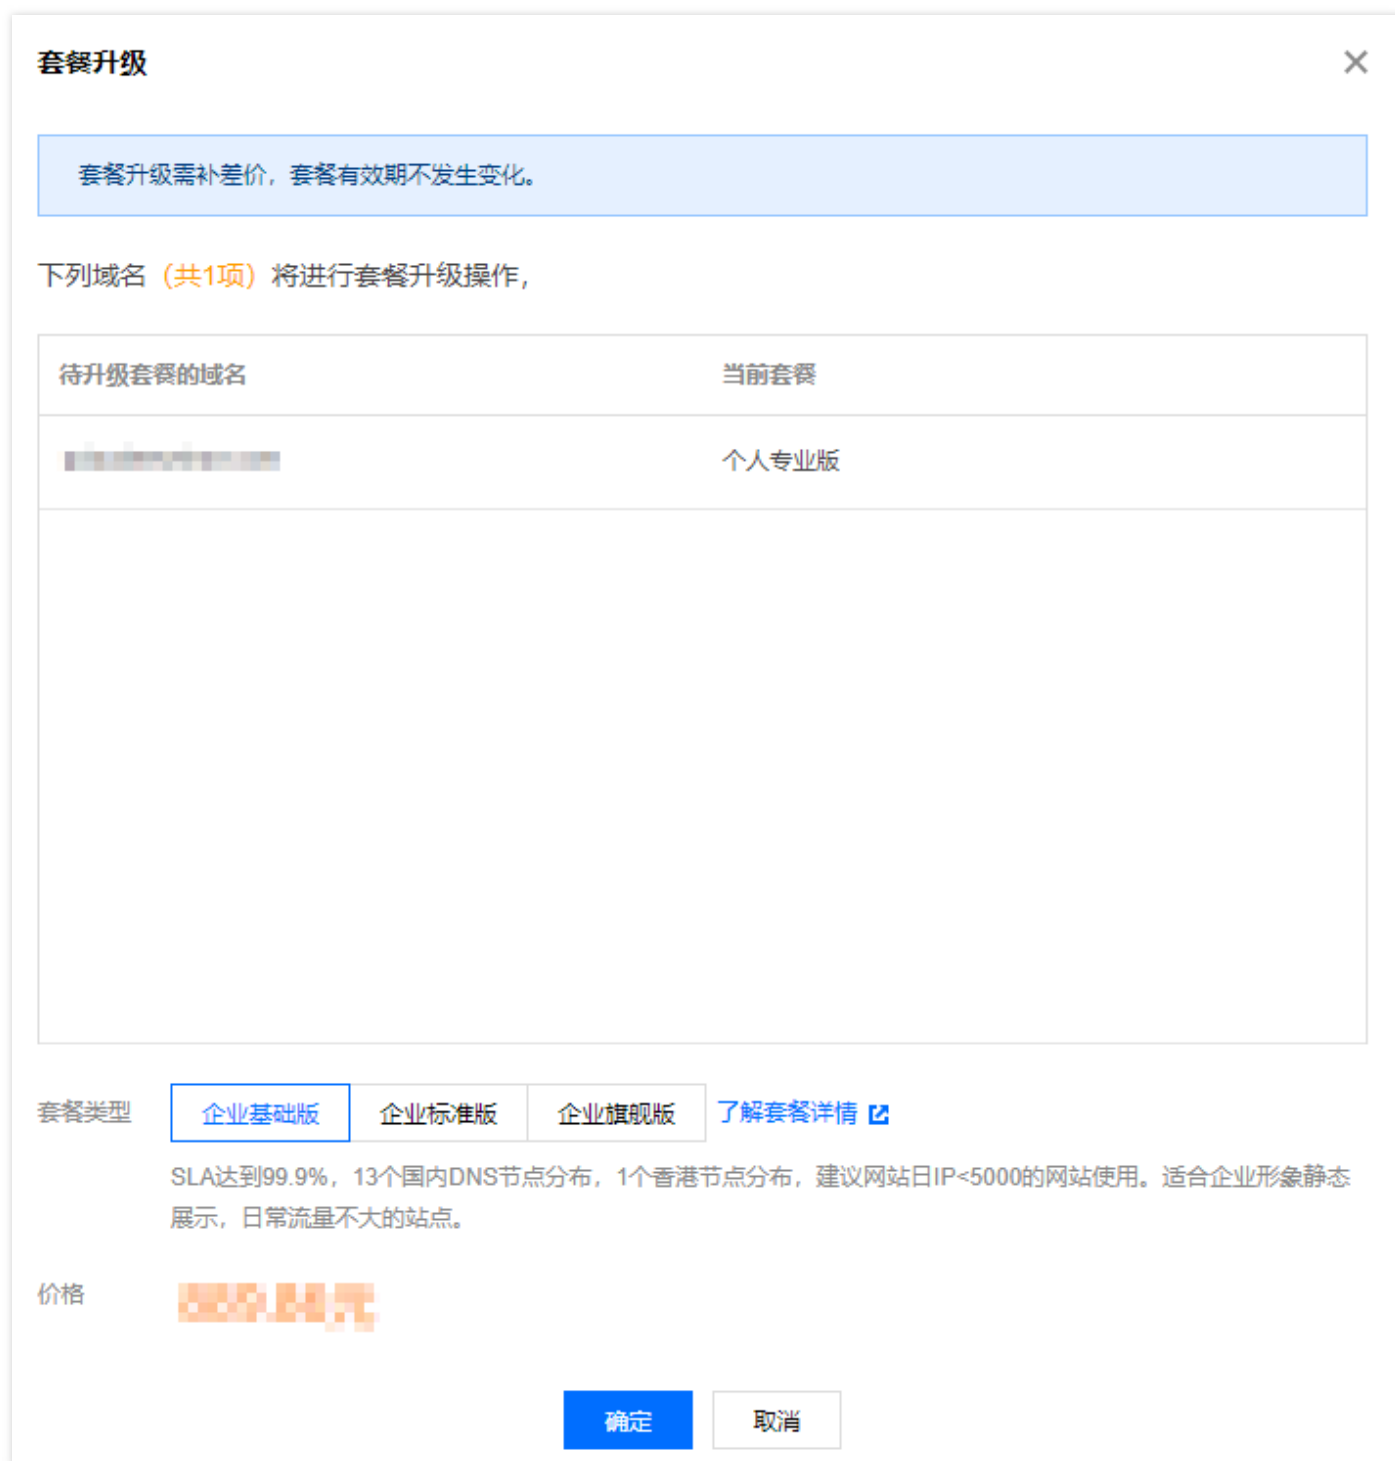 套餐升级
套餐升级需补差价，套餐有效期不发生变化。
下列域名（共1项）将进行套餐升级操作，
待升级套餐的域名 当前套餐
个人专业版
套餐类型 企业基础版 企业标准版 企业旗舰版 了解套餐详情
SLA达到99.9%，13个国内DNS节点分布，1个香港节点分布，建议网站日IP<5000的网站使用。适合企业形象静态
展示，日常流量不大的站点。
价格
确定 取消